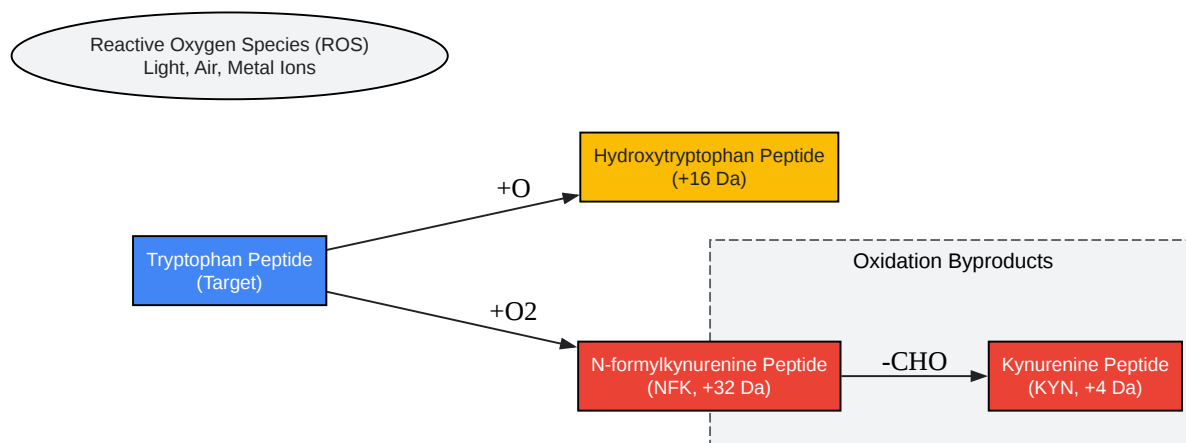 Reactive Oxygen Species (ROS)
Light, Air, Metal Ions
Hydroxytryptophan Peptide
(+16 Da)
+O
Tryptophan Peptide
(Target)
Oxidation Byproducts
+O2
N-formylkynurenine Peptide
(NFK, +32 Da)
-CHO
Kynurenine Peptide
(KYN, +4 Da)